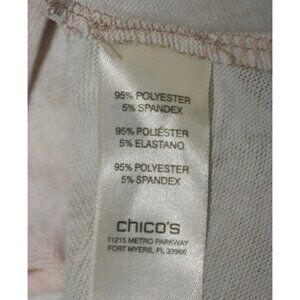 95% POLYESTER
5% SPANDEX
95% POLIÉSTER
5% ELASTANO
95% POLYESTER
5% SPANDEX
chico's
11215 METRO PARKWAY
FORT MYERS, FL 33966